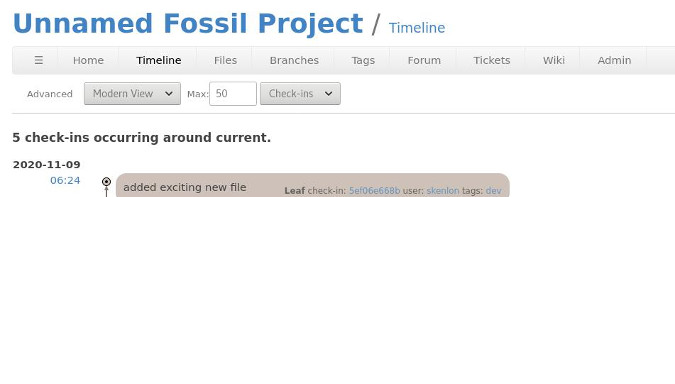 Unnamed Fossil Project / Timeline
☰ Home Timeline Files Branches Tags Forum Tickets Wiki Admin
Advanced Modern View Max: 50 Check-ins
5 check-ins occurring around current.
2020-11-09
06:24 added exciting new file Leaf check-in: 5ef06e668b user: skenlon tags: dev